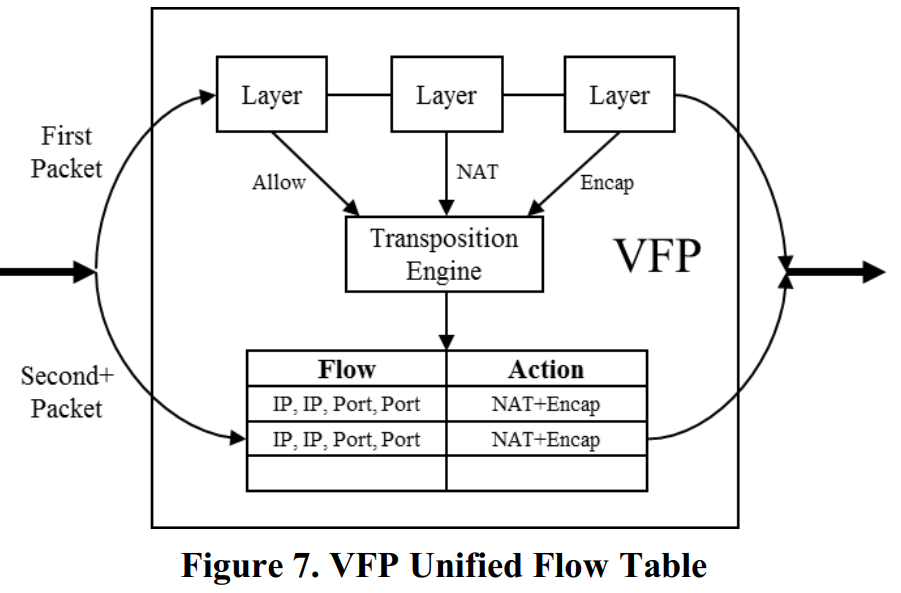 Layer
Layer
Layer
First
Packet
Allow
NAT
Encap
Transposition
Engine
VFP
Second+
Packet
Flow
Action
IP, IP, Port, Port
NAT+Encap
IP, IP, Port, Port
NAT+Encap
Figure 7. VFP Unified Flow Table